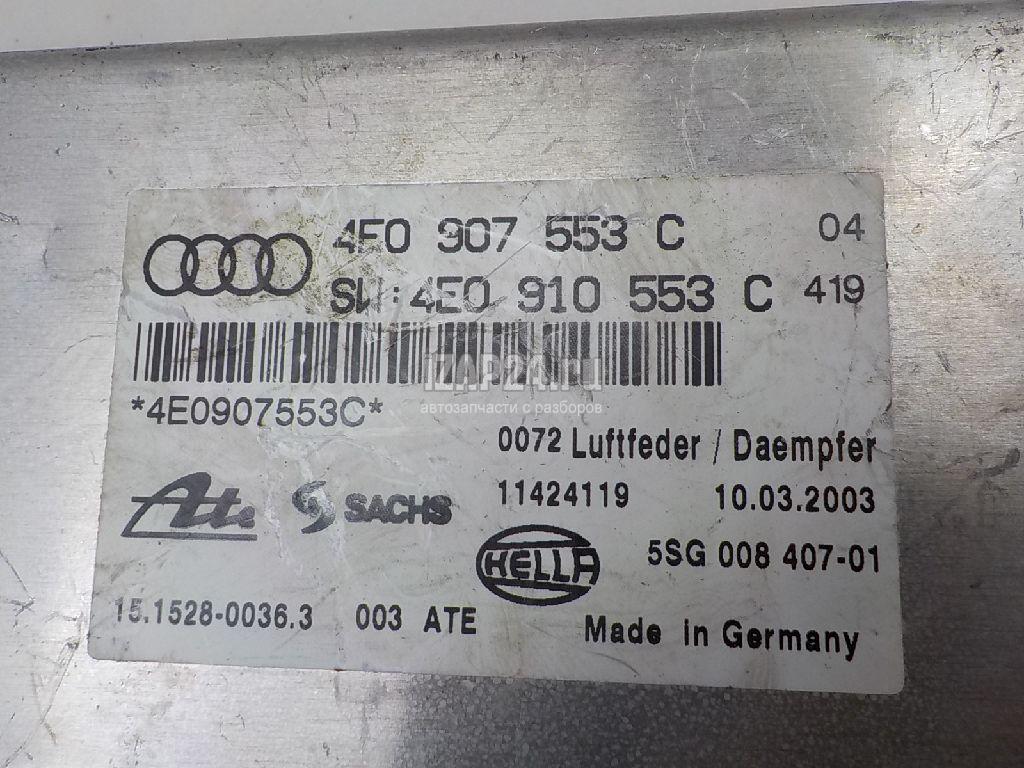 4E0 907 553 C 04
SW: 4E0 910 553 C 419
iZAP24.ru
автозапчасти с разборов
*4E0907553C*
0072 Luftfeder / Daempfer
11424119 10.03.2003
Ate SACHS
HELLA
5SG 008 407-01
15.1528-0036.3 003 ATE
Made in Germany